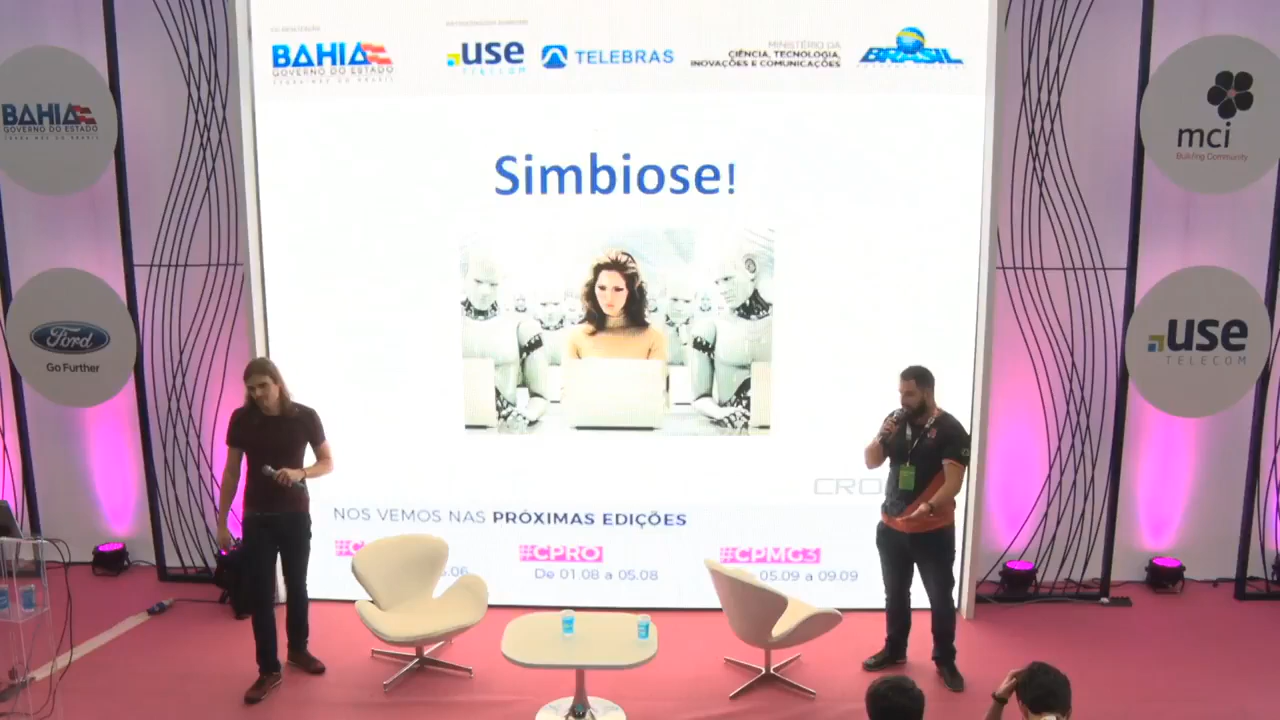 BAHIA
GOVERNO DO ESTADO
use
TELECOM
TELEBRAS
MINISTÉRIO DA
CIÊNCIA, TECNOLOGIA,
INOVAÇÕES E COMUNICAÇÕES
BRASIL
BAHIA
GOVERNO DO ESTADO
mci
Building Community
Simbiose!
Ford
Go Further
use
TELECOM
CRO
NOS VEMOS NAS PRÓXIMAS EDIÇÕES
#CPRO
#CPMG3
De 01.08 a 05.08
05.09 a 09.09